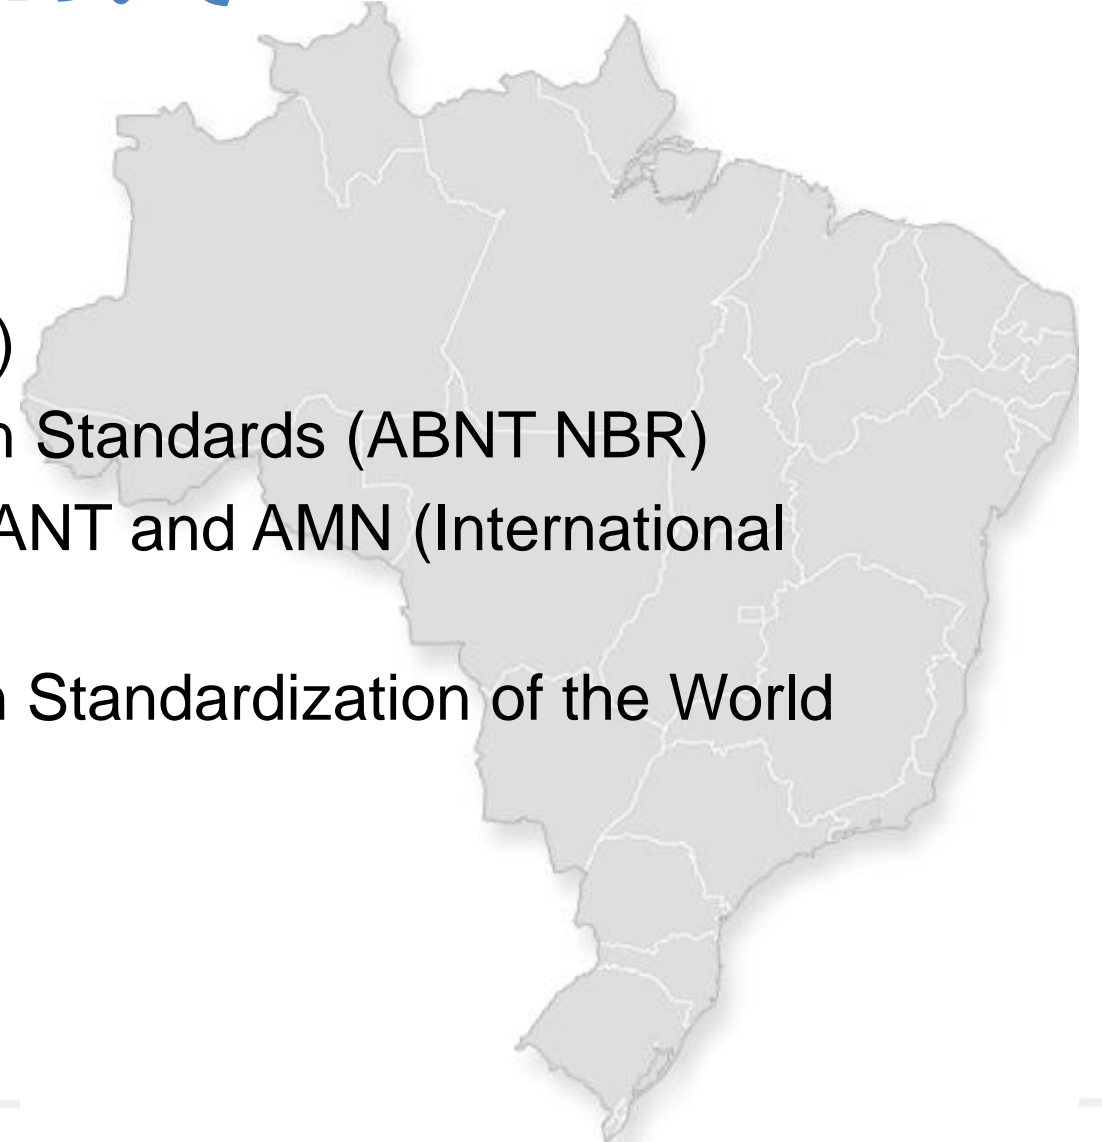 )
n Standards (ABNT NBR)
ANT and AMN (International
n Standardization of the World